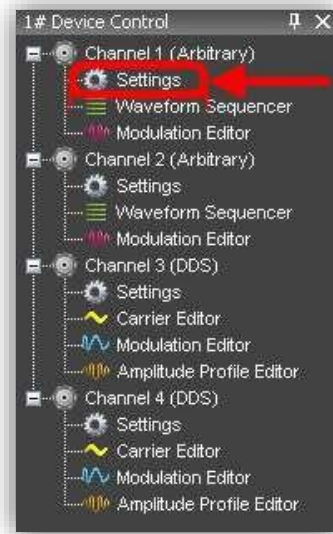 1# Device Control
Channel 1 (Arbitrary)
Settings
Waveform Sequencer
Modulation Editor
Channel 2 (Arbitrary)
Settings
Waveform Sequencer
Modulation Editor
Channel 3 (DDS)
Settings
Carrier Editor
Modulation Editor
Amplitude Profile Editor
Channel 4 (DDS)
Settings
Carrier Editor
Modulation Editor
Amplitude Profile Editor